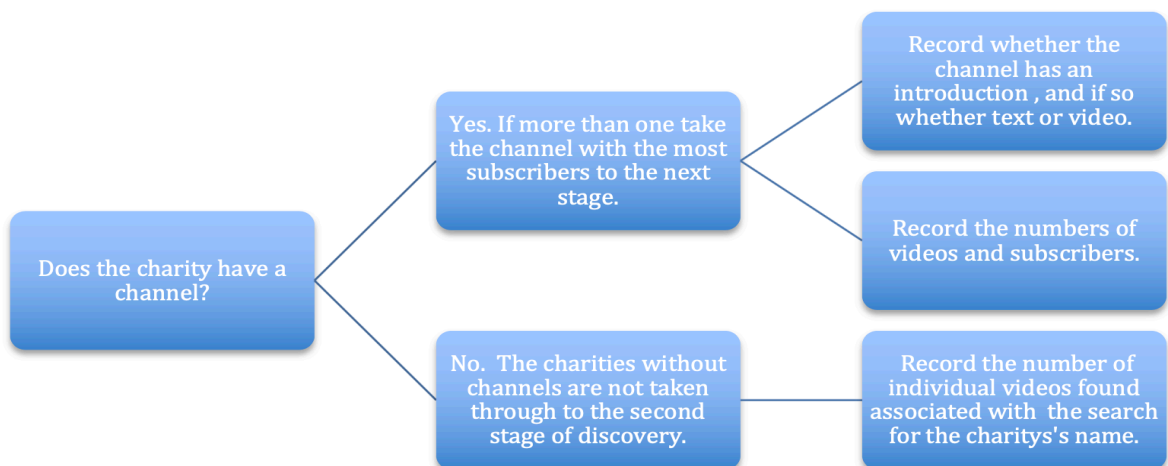 Does the charity have a
channel?
Yes. If more than one take
the channel with the most
subscribers to the next
stage.
Record whether the
channel has an
introduction , and if so
whether text or video.
Record the numbers of
videos and subscribers.
No.  The charities without
channels are not taken
through to the second
stage of discovery.
Record the number of
individual videos found
associated with  the search
for the charitys's name.